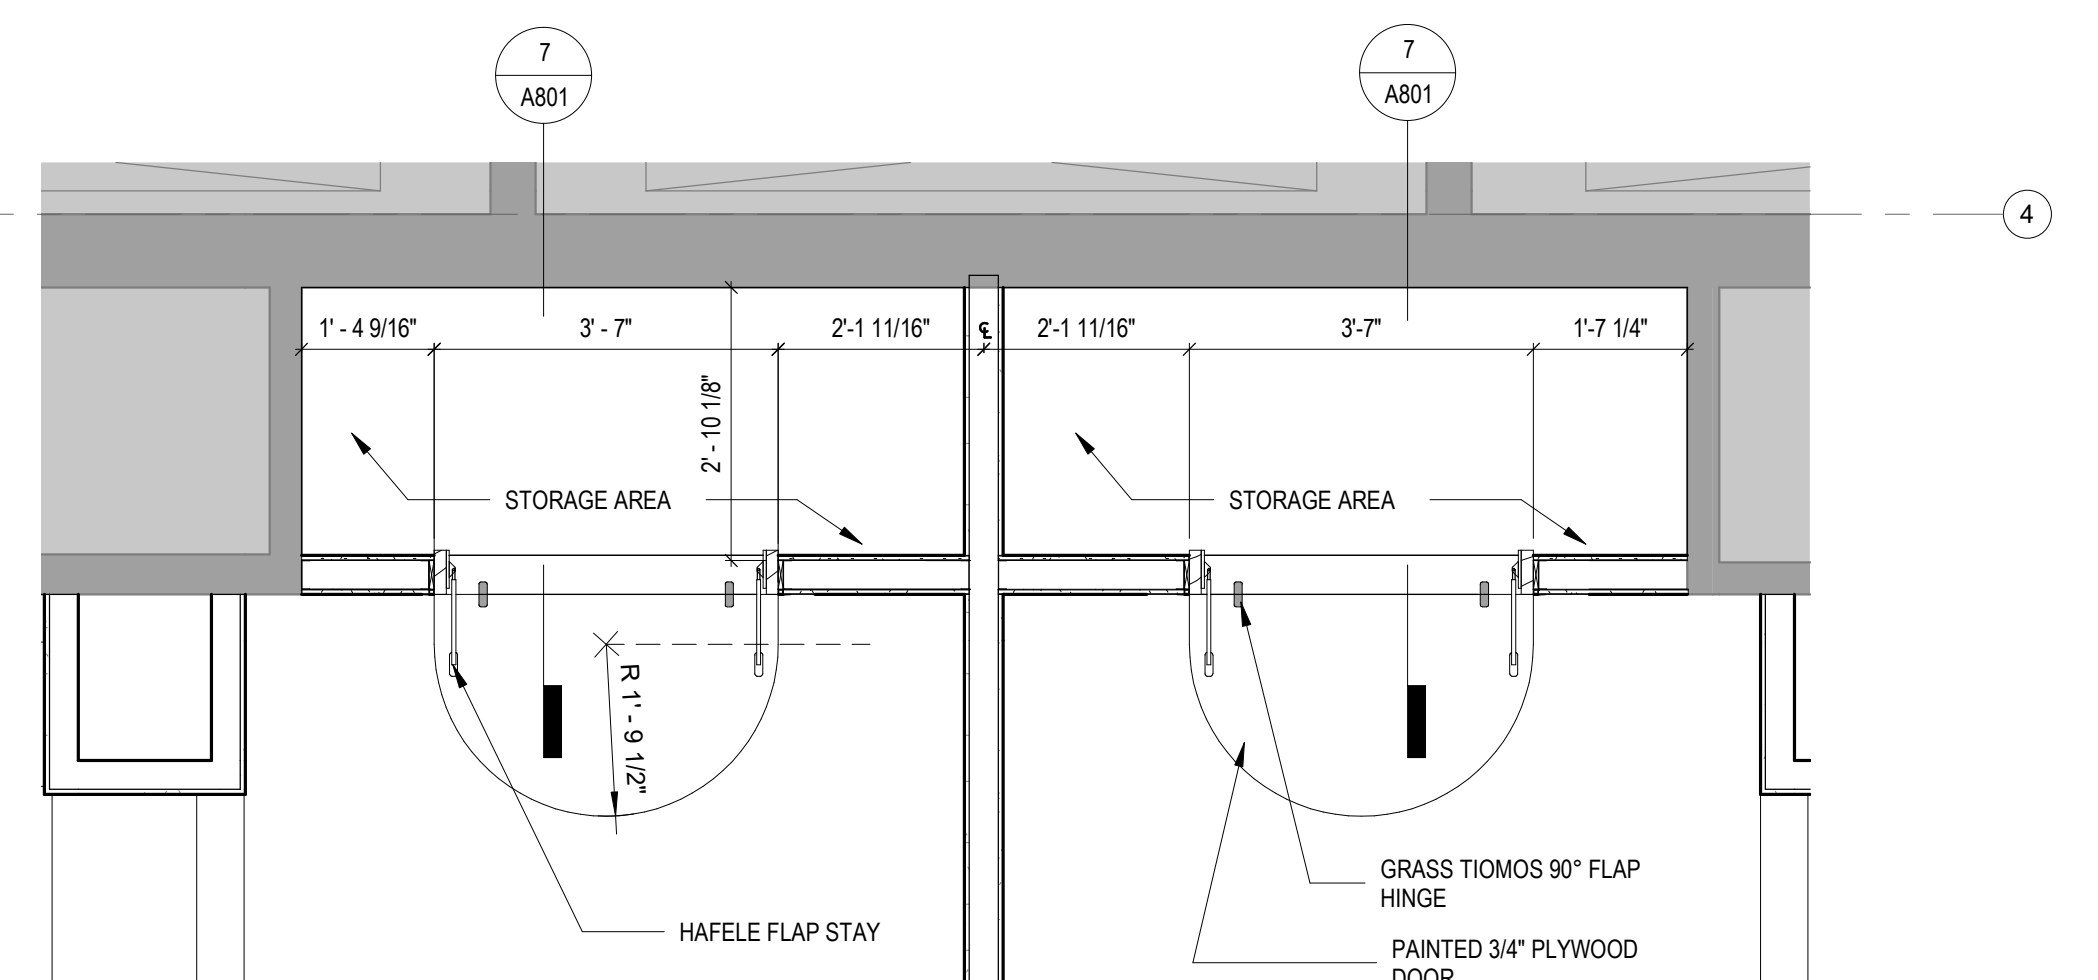 7
A801
7
A801
4
1' - 4 9/16"
3' - 7"
2'-1 11/16"
℄
2'-1 11/16"
3'-7"
1'-7 1/4"
2' - 10 1/8"
STORAGE AREA
STORAGE AREA
R 1' - 9 1/2"
GRASS TIOMOS 90° FLAP
HINGE
HAFELE FLAP STAY
PAINTED 3/4" PLYWOOD
DOOR